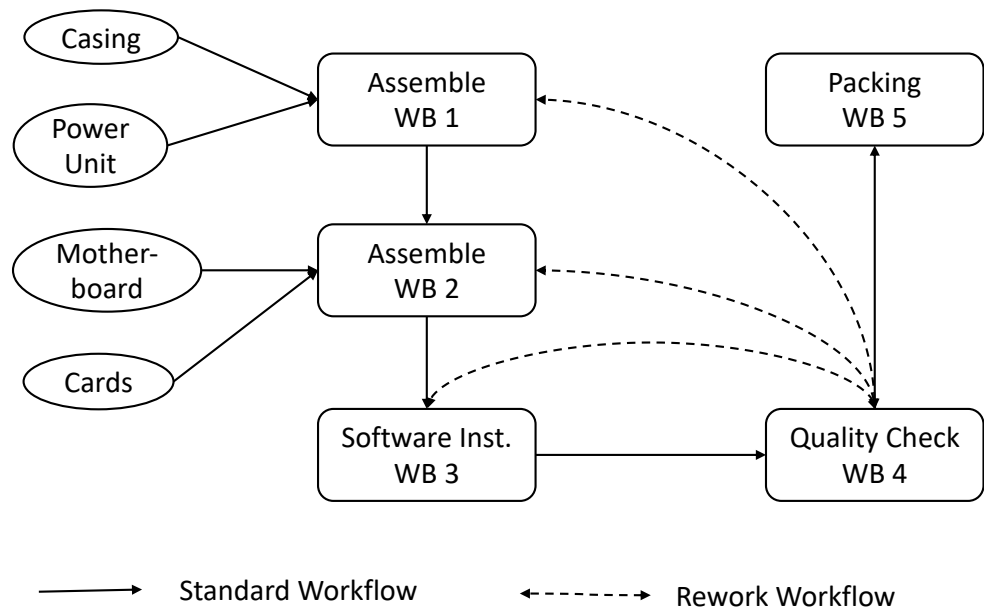 Casing
Power
Unit
Mother-
board
Cards
Assemble
WB 1
Assemble
WB 2
Software Inst.
WB 3
Packing
WB 5
Quality Check
WB 4
Standard Workflow
Rework Workflow